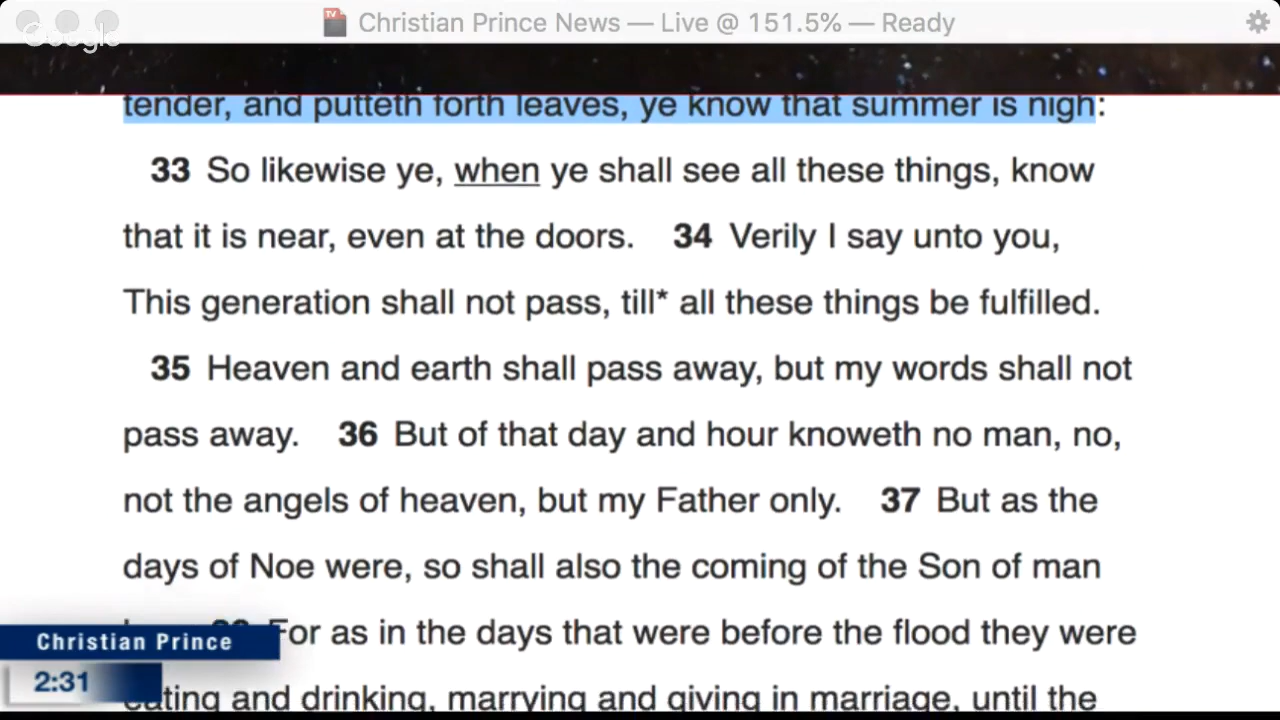 Christian Prince News — Live @ 151.5% — Ready
Google
tender, and putteth forth leaves, ye know that summer is nigh:
33 So likewise ye, when ye shall see all these things, know
that it is near, even at the doors. 34 Verily I say unto you,
This generation shall not pass, till* all these things be fulfilled.
35 Heaven and earth shall pass away, but my words shall not
pass away. 36 But of that day and hour knoweth no man, no,
not the angels of heaven, but my Father only. 37 But as the
days of Noe were, so shall also the coming of the Son of man
For as in the days that were before the flood they were
eating and drinking, marrying and giving in marriage, until the
Christian Prince
2:31